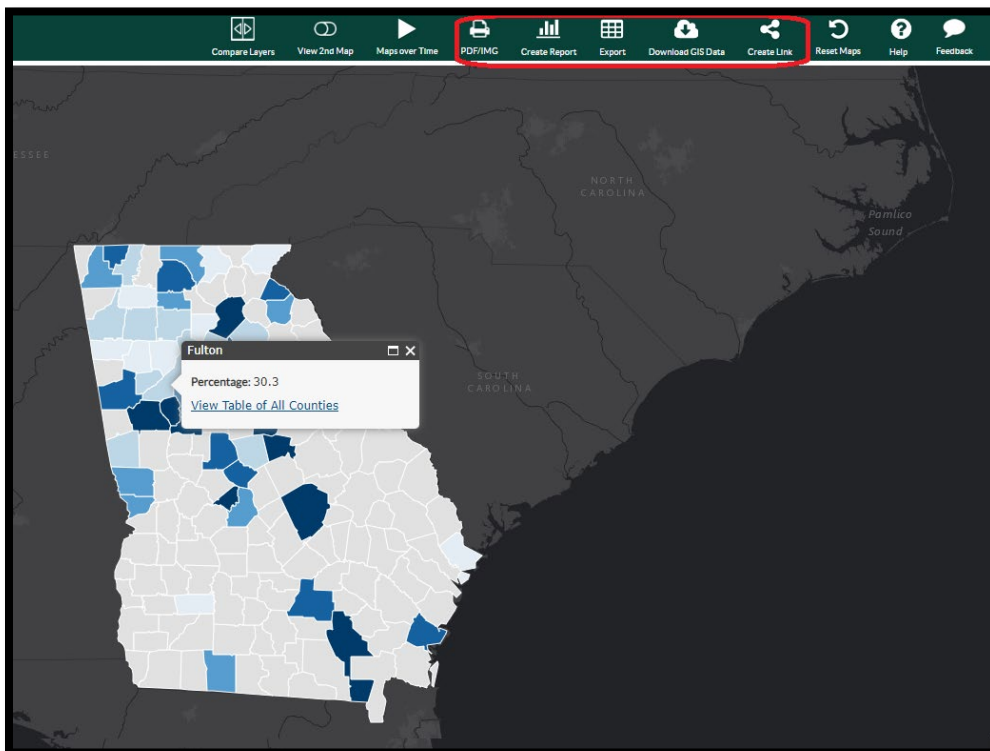 Compare Layers View 2nd Map Maps over Time PDF/IMG Create Report Export Download GIS Data Create Link Reset Maps Help Feedback
ESSEE
NORTH
CAROLINA
Pamlico
Sound
Fulton
Percentage: 30.3
SOUTH
CAROLINA
View Table of All Counties